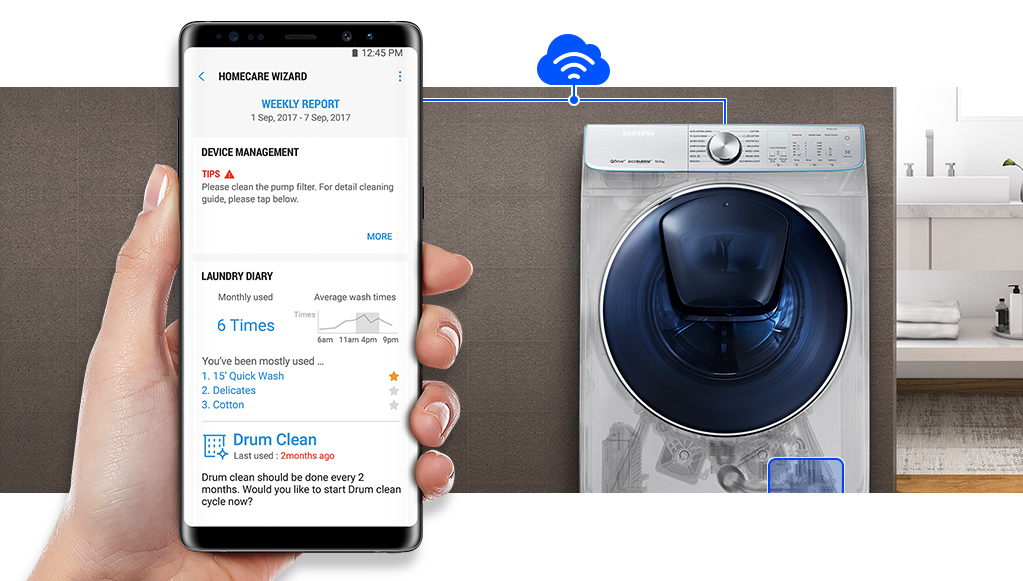 12:45 PM
HOMECARE WIZARD
WEEKLY REPORT
1 Sep, 2017 - 7 Sep, 2017
DEVICE MANAGEMENT
TIPS
Please clean the pump filter. For detail cleaning
guide, please tap below.
MORE
LAUNDRY DIARY
Monthly used
Average wash times
6 Times
Times
6am 11am 4pm 9pm
You've been mostly used ...
1. 15' Quick Wash
2. Delicates
3. Cotton
Drum Clean
Last used : 2months ago
Drum clean should be done every 2
months. Would you like to start Drum clean
cycle now?
SAMSUNG
QDrive™ ecobubble™